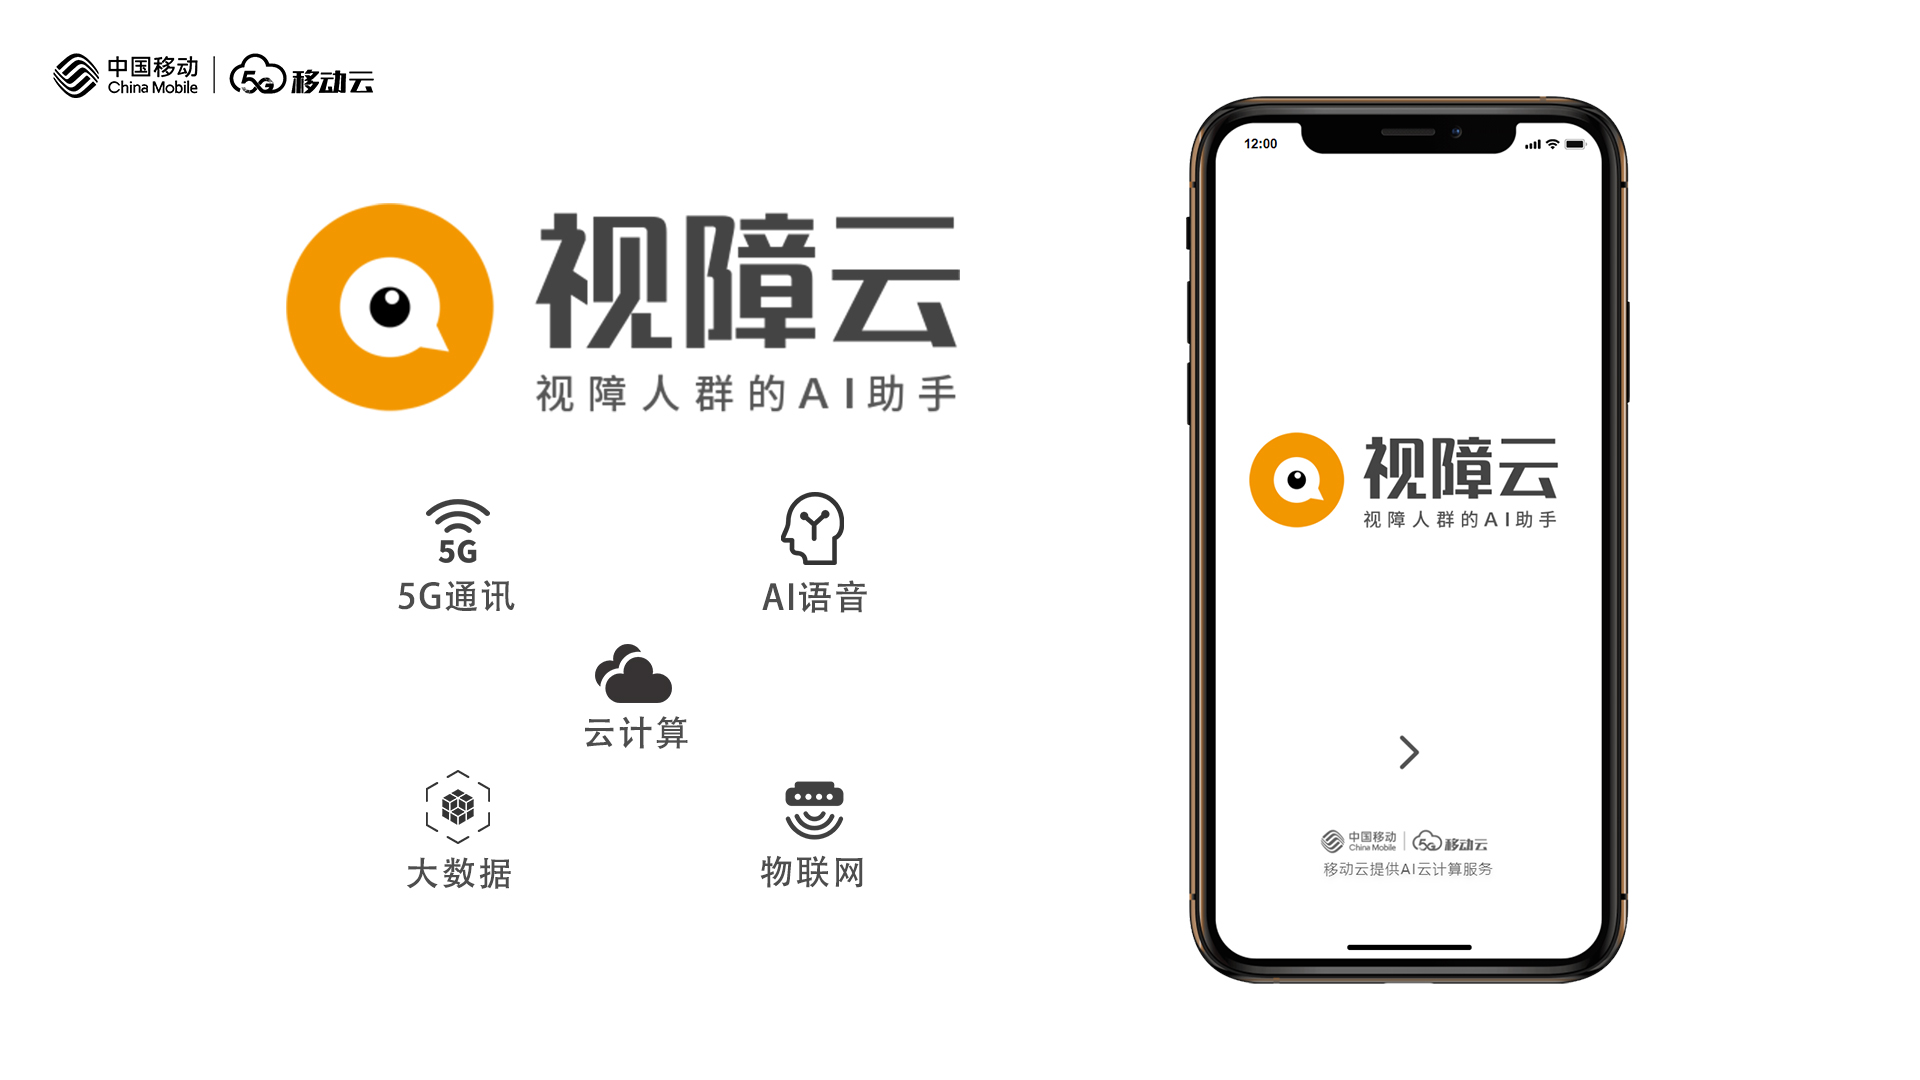 中国移动
China Mobile
5G 移动云
视障云
视障人群的AI助手
5G
5G通讯
AI语音
云计算
大数据
物联网
12:00
视障云
视障人群的AI助手
中国移动
China Mobile
5G 移动云
移动云提供AI云计算服务